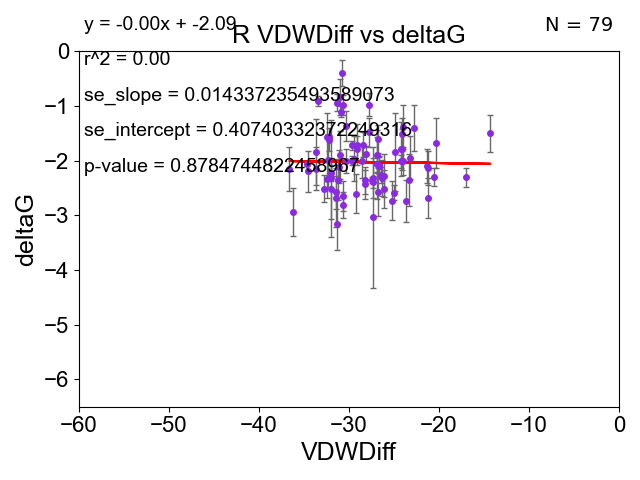 y = -0.00x + -2.09
R VDWDiff vs deltaG
N = 79
r^2 = 0.00
se_slope = 0.014337235493589073
se_intercept = 0.40740332372249316
p-value = 0.8784744822458967
deltaG
0
−1
−2
−3
−4
−5
−6
−60
−50
−40
−30
−20
−10
0
VDWDiff